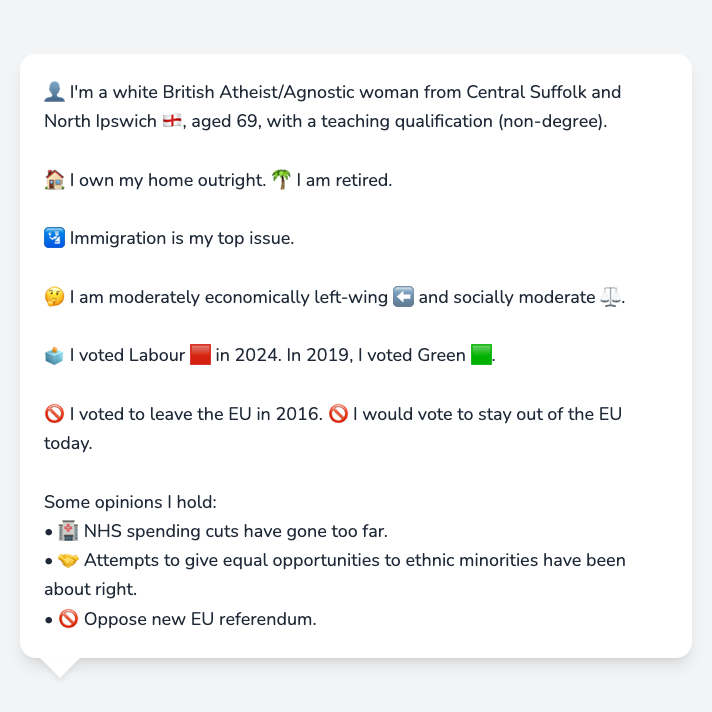 👤 I'm a white British Atheist/Agnostic woman from Central Suffolk and
North Ipswich 🏴󠁧󠁢󠁥󠁮󠁧󠁿, aged 69, with a teaching qualification (non-degree).
🏠 I own my home outright. 🌴 I am retired.
🛂 Immigration is my top issue.
🤔 I am moderately economically left-wing ⬅️ and socially moderate ⚖️.
🗳️ I voted Labour 🟥 in 2024. In 2019, I voted Green 🟩.
🚫 I voted to leave the EU in 2016. 🚫 I would vote to stay out of the EU
today.
Some opinions I hold:
• 🏥 NHS spending cuts have gone too far.
• 🤝 Attempts to give equal opportunities to ethnic minorities have been
about right.
• 🚫 Oppose new EU referendum.